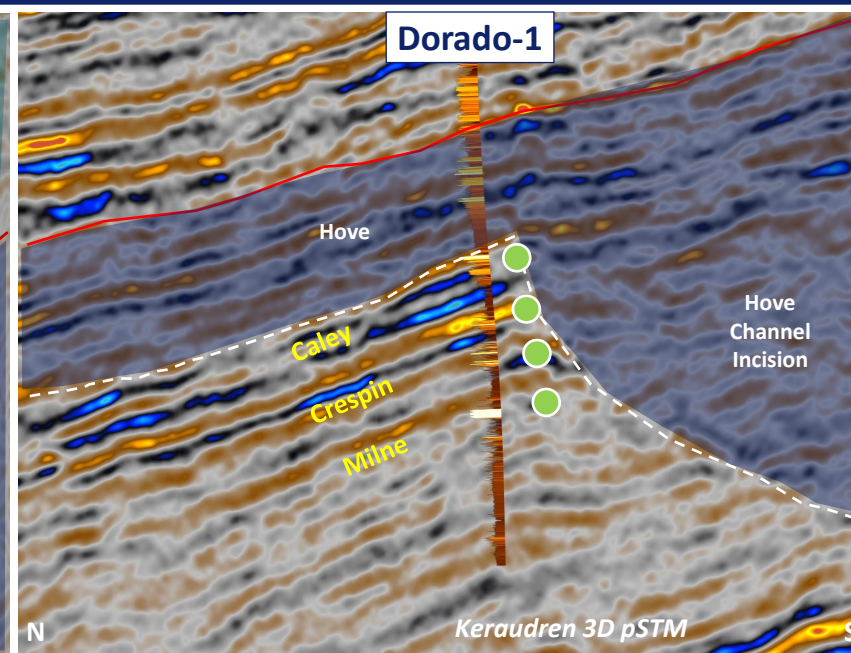 Dorado-1
Hove
Caley
Crespin
Milne
Hove
Channel
Incision
N
Keraudren 3D pSTM
S